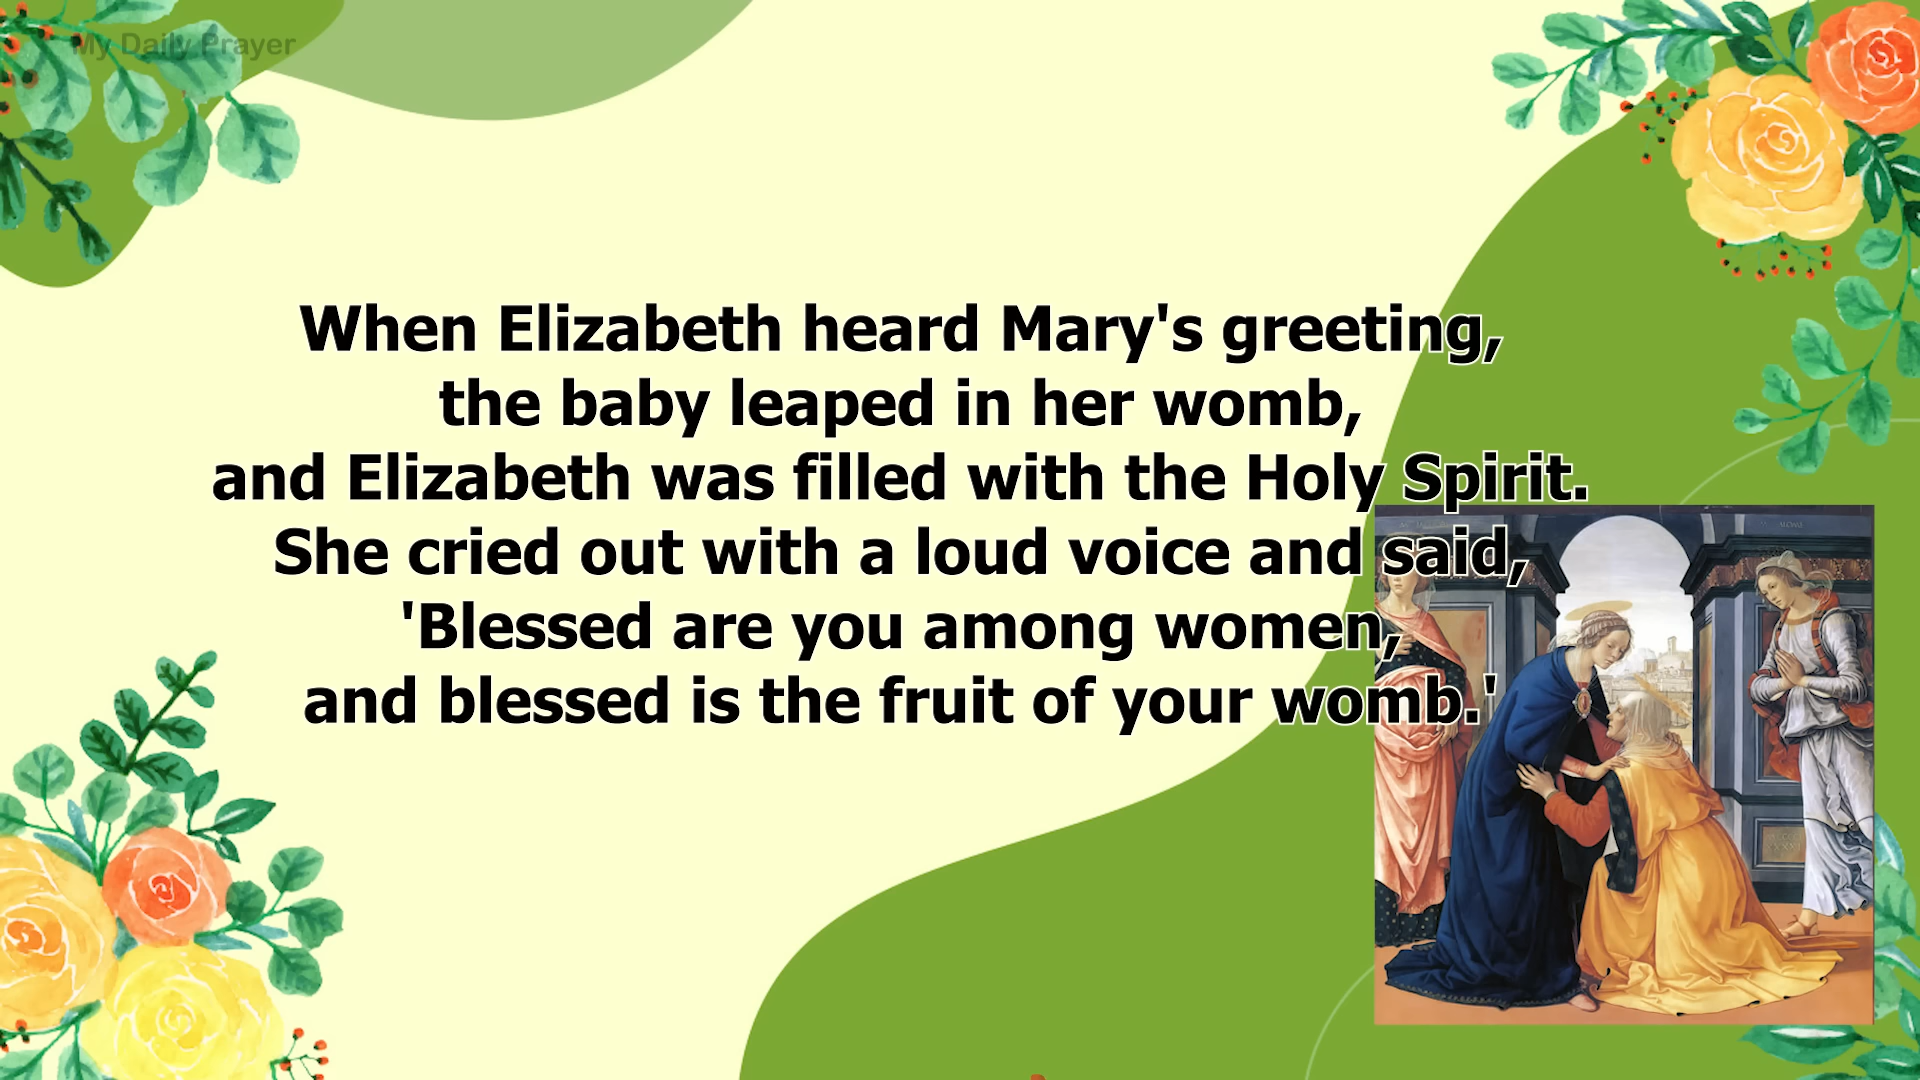 My Daily Prayer
When Elizabeth heard Mary's greeting,
the baby leaped in her womb,
and Elizabeth was filled with the Holy Spirit.
She cried out with a loud voice and said,
'Blessed are you among women,
and blessed is the fruit of your womb.'